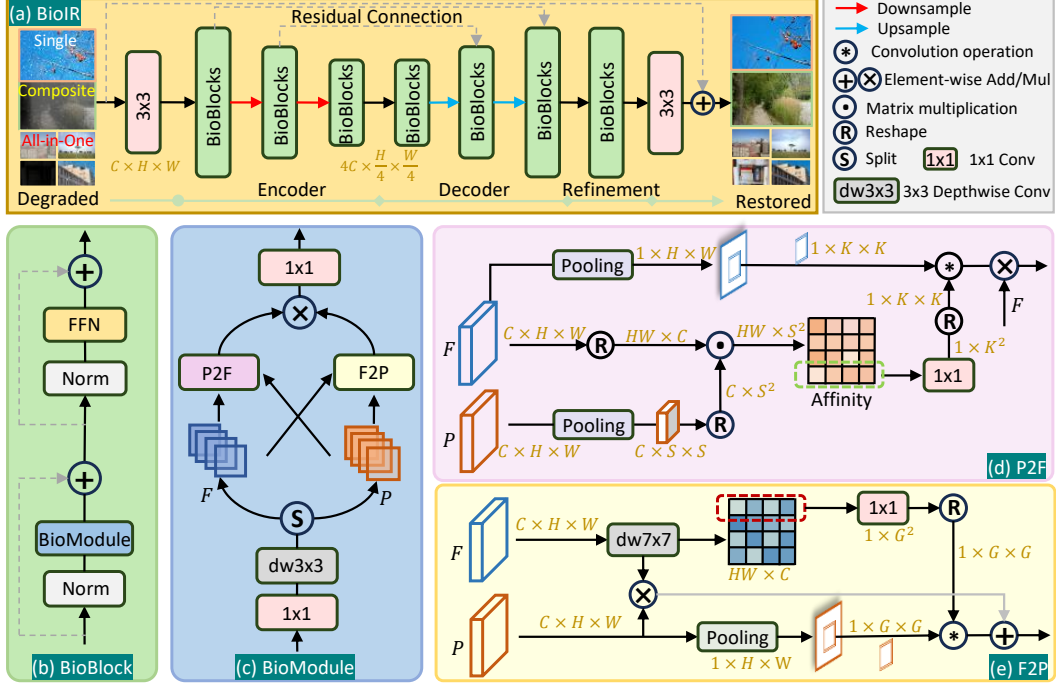 (a) BioIR
Single
Composite
All-in-One
Degraded
3x3
C × H × W
BioBlocks
BioBlocks
BioBlocks
4C × H/4 × W/4
BioBlocks
BioBlocks
BioBlocks
BioBlocks
3x3
Residual Connection
Encoder
Decoder
Refinement
Restored
Downsample
Upsample
* Convolution operation
+ × Element-wise Add/Mul
• Matrix multiplication
R Reshape
S Split
1x1 1x1 Conv
dw3x3 3x3 Depthwise Conv
+
FFN
Norm
+
BioModule
Norm
(b) BioBlock
1x1
×
P2F
F2P
F
P
S
dw3x3
1x1
(c) BioModule
Pooling
1 × H × W
1 × K × K
*
×
F
1 × K × K
R
1 × K²
1x1
F
C × H × W
R
HW × C
•
HW × S²
Affinity
C × S²
R
P
C × H × W
Pooling
C × S × S
(d) P2F
F
C × H × W
dw7x7
HW × C
1x1
1 × G²
R
1 × G × G
×
P
C × H × W
Pooling
1 × H × W
1 × G × G
*
+
(e) F2P